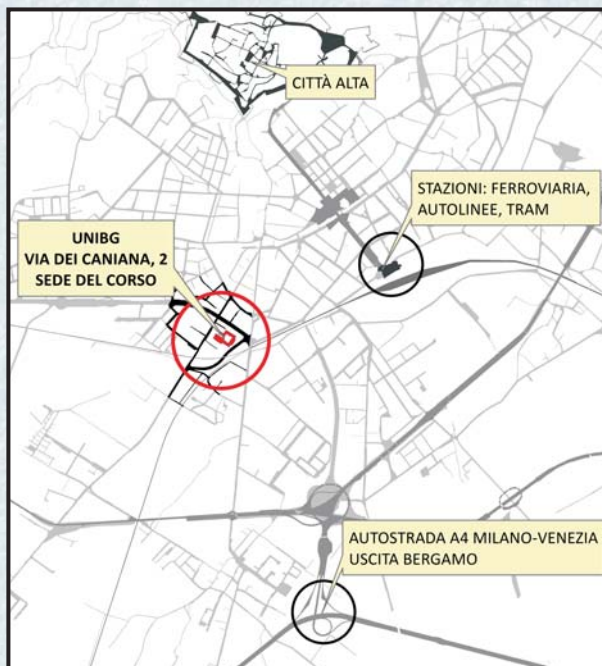 CITTÀ ALTA
STAZIONI: FERROVIARIA,
AUTOLINEE, TRAM
UNIBG
VIA DEI CANIANA, 2
SEDE DEL CORSO
AUTOSTRADA A4 MILANO-VENEZIA
USCITA BERGAMO